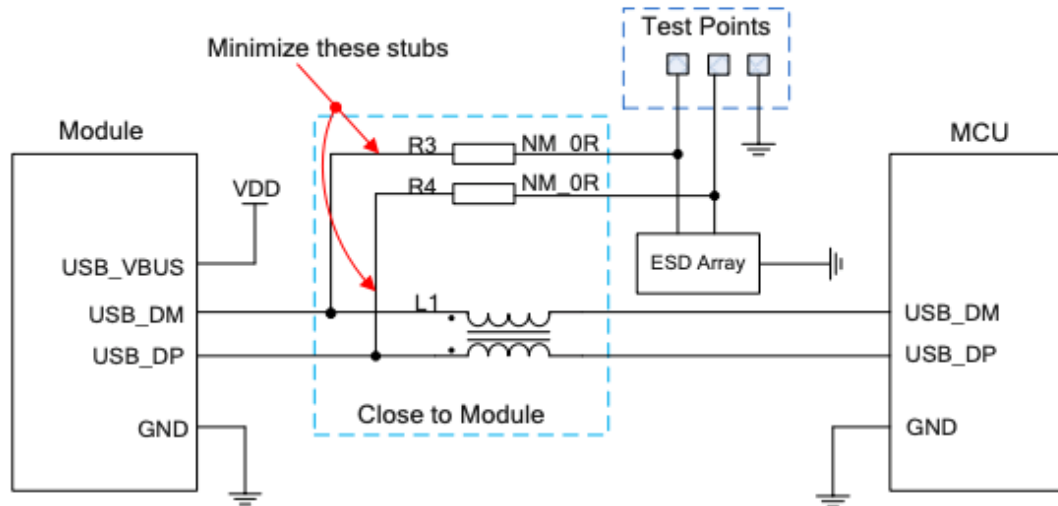 Test Points
Minimize these stubs
Module
MCU
R3
NM_0R
R4
NM_0R
VDD
ESD Array
USB_VBUS
USB_DM
L1
USB_DM
USB_DP
USB_DP
Close to Module
GND
GND